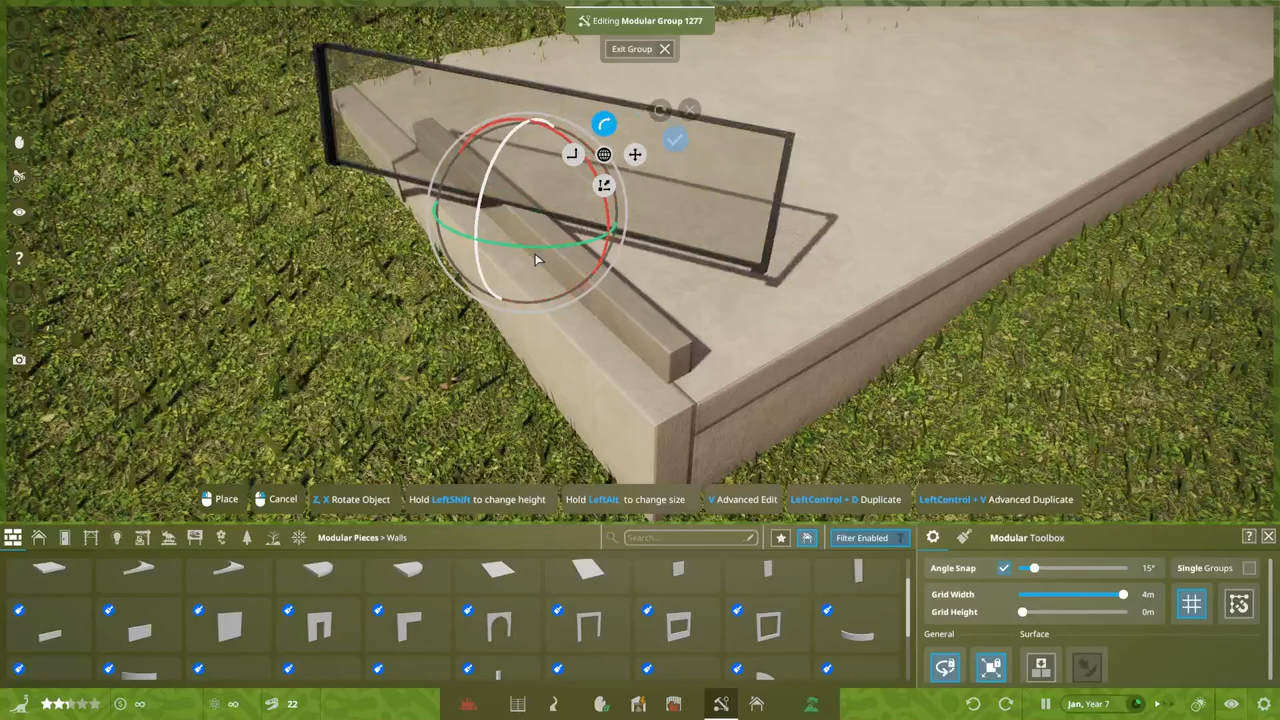 Editing Modular Group 1277
Exit Group
?
Place
Cancel
Z, X Rotate Object
Hold LeftShift to change height
Hold LeftAlt to change size
V Advanced Edit
LeftControl + D Duplicate
LeftControl + V Advanced Duplicate
Modular Pieces > Walls
Search...
Filter Enabled
Modular Toolbox
?
Angle Snap
15°
Single Groups
Grid Width
4m
Grid Height
0m
General
Surface
∞
∞
22
Jan, Year 7